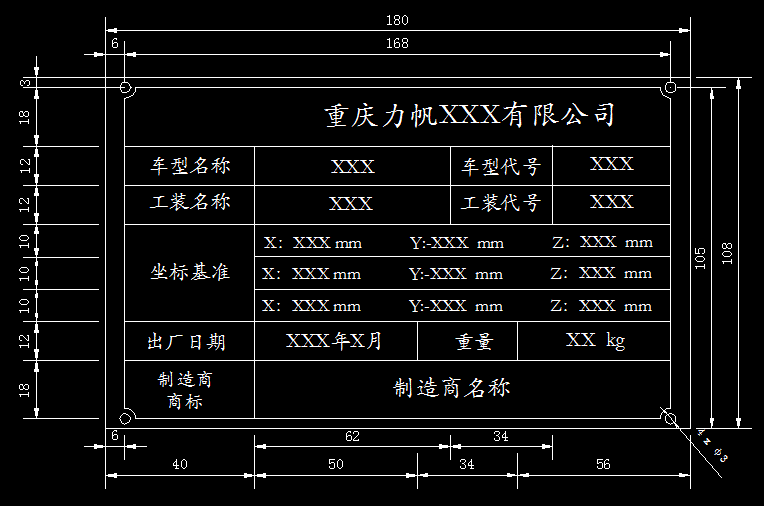 180
6 168
3
18 重庆力帆XXX有限公司
12 车型名称 XXX 车型代号 XXX
12 工装名称 XXX 工装代号 XXX
10 X: XXX mm Y:-XXX mm Z: XXX mm
10 坐标基准 X: XXX mm Y:-XXX mm Z: XXX mm
105 108
10 X: XXX mm Y:-XXX mm Z: XXX mm
12 出厂日期 XXX年X月 重量 XX kg
18 制造商
商标 制造商名称
6 62 34 4 z ø3
40 50 34 56